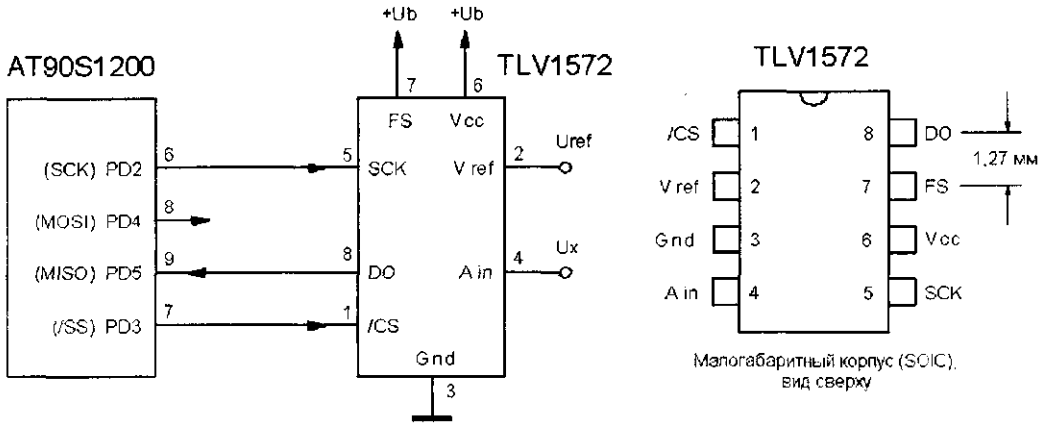 +Ub +Ub
AT90S1200
7 6
TLV1572
FS Vcc
(SCK) PD2 6 5 SCK V ref 2 Uref
(MOSI) PD4 8
(MISO) PD5 9 8 DO A in 4 Ux
(/SS) PD3 7 1 /CS
Gnd
3
TLV1572
/CS 1 8 DO
1,27 мм
V ref 2 7 FS
Gnd 3 6 Vcc
A in 4 5 SCK
Малогабаритный корпус (SOIC),
вид сверху